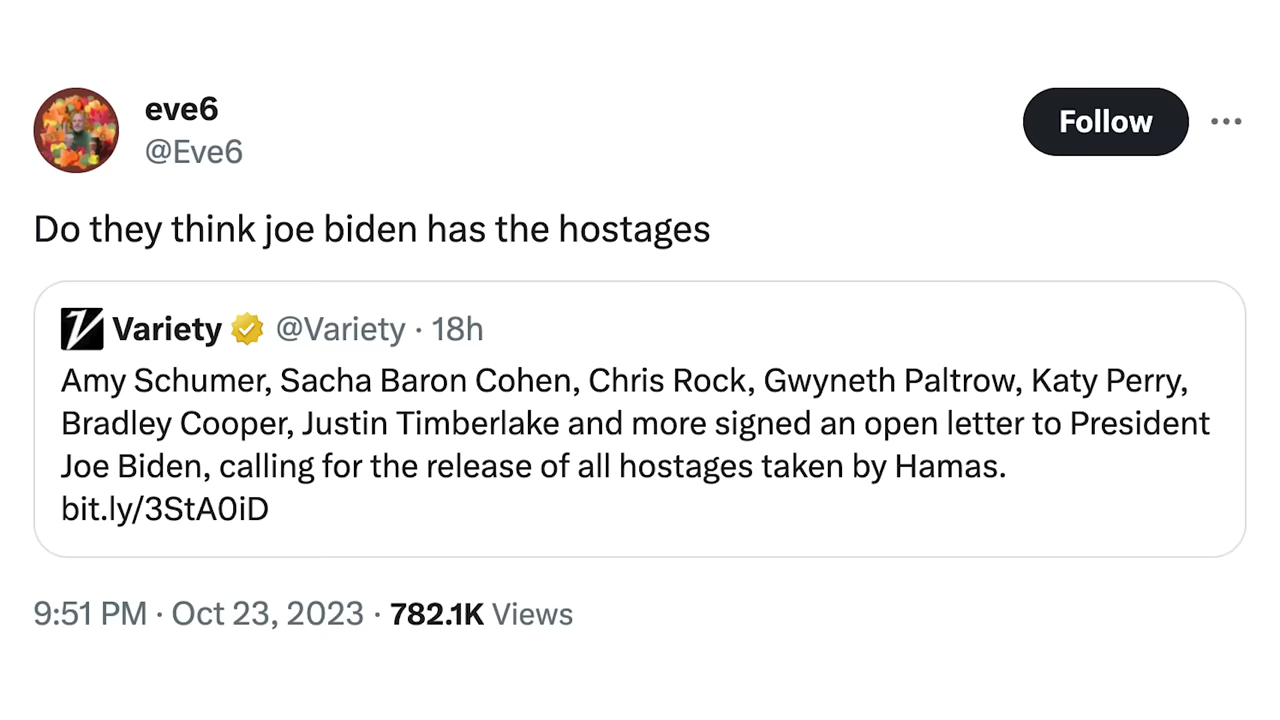 eve6
@Eve6
Follow
Do they think joe biden has the hostages
Variety @Variety · 18h
Amy Schumer, Sacha Baron Cohen, Chris Rock, Gwyneth Paltrow, Katy Perry,
Bradley Cooper, Justin Timberlake and more signed an open letter to President
Joe Biden, calling for the release of all hostages taken by Hamas.
bit.ly/3StA0iD
9:51 PM · Oct 23, 2023 · 782.1K Views